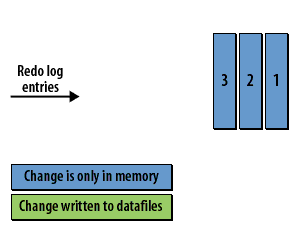 Redo log
entries
3 2 1
Change is only in memory
Change written to datafiles